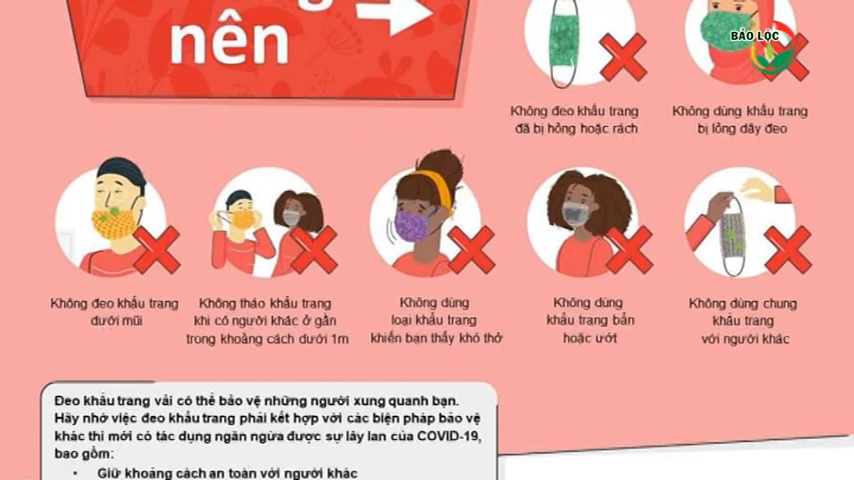 nên
BẢO LỘC
Không đeo khẩu trang
đã bị hỏng hoặc rách
Không dùng khẩu trang
bị lỏng dây đeo
Không đeo khẩu trang
dưới mũi
Không tháo khẩu trang
khi có người khác ở gần
trong khoảng cách dưới 1m
Không dùng
loại khẩu trang
khiến bạn thấy khó thở
Không dùng
khẩu trang bẩn
hoặc ướt
Không dùng chung
khẩu trang
với người khác
Đeo khẩu trang vải có thể bảo vệ những người xung quanh bạn.
Hãy nhớ việc đeo khẩu trang phải kết hợp với các biện pháp bảo vệ
khác thì mới có tác dụng ngăn ngừa được sự lây lan của COVID-19,
bao gồm:
• Giữ khoảng cách an toàn với người khác